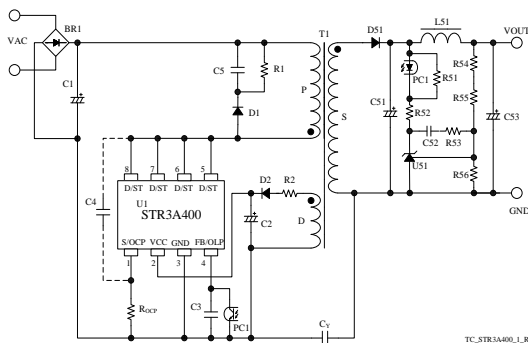 VAC
BR1
C1
C5
R1
D1
T1
P
S
D
D51
L51
VOUT
PC1
R51
R54
R55
R52
C51
C52
R53
C53
U51
R56
GND
8 7 6 5
D/ST D/ST D/ST D/ST
C4
U1
STR3A400
S/OCP VCC GND FB/OLP
1 2 3 4
D2
R2
C2
ROCP
C3
PC1
CY
TC_STR3A400_1_R